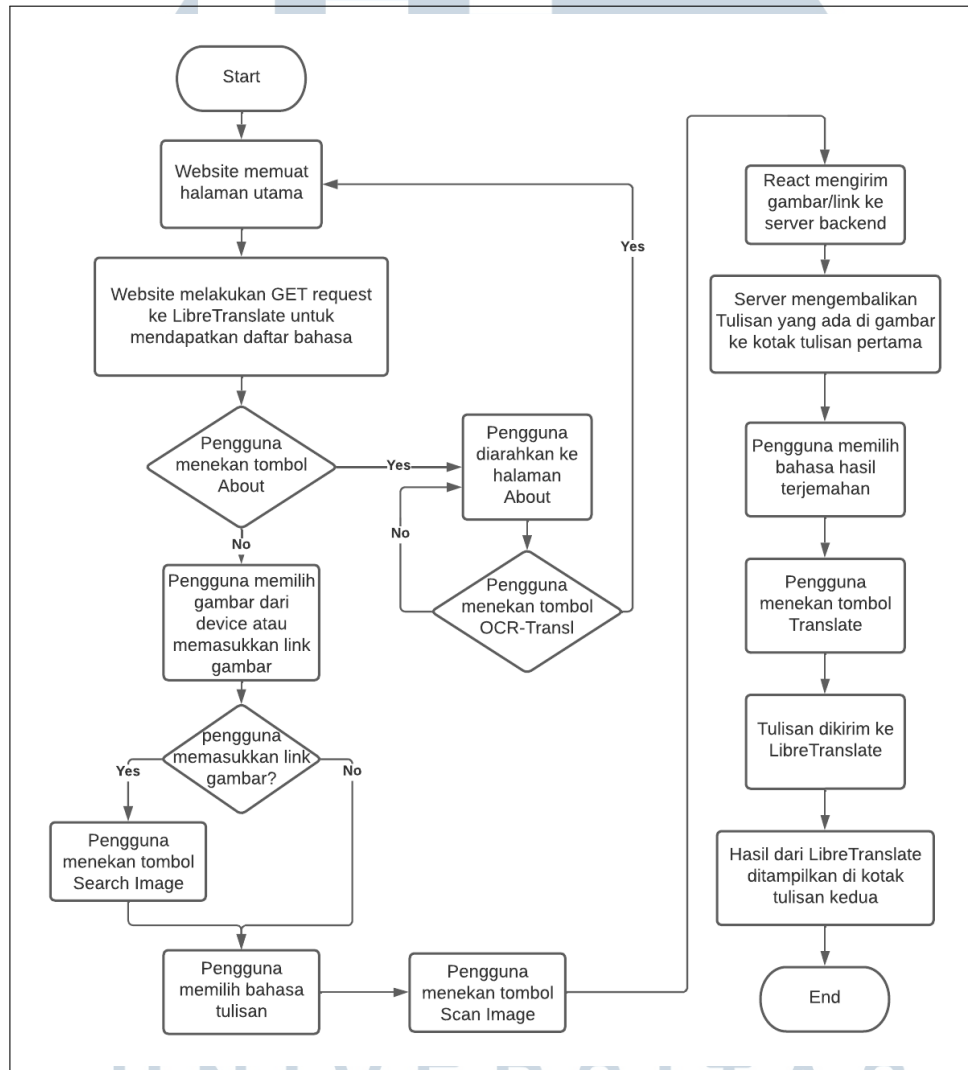 Start
Website memuat
halaman utama
Website melakukan GET request
ke LibreTranslate untuk
mendapatkan daftar bahasa
Pengguna
menekan tombol
About
Yes
Pengguna
diarahkan ke
halaman
About
No
Pengguna
menekan tombol
OCR-Transl
Yes
No
Pengguna memilih
gambar dari
device atau
memasukkan link
gambar
pengguna
memasukkan link
gambar?
Yes
No
Pengguna
menekan tombol
Search Image
Pengguna
memilih bahasa
tulisan
Pengguna
menekan tombol
Scan Image
React mengirim
gambar/link ke
server backend
Server mengembalikan
Tulisan yang ada di gambar
ke kotak tulisan pertama
Pengguna memilih
bahasa hasil
terjemahan
Pengguna
menekan tombol
Translate
Tulisan dikirim ke
LibreTranslate
Hasil dari LibreTranslate
ditampilkan di kotak
tulisan kedua
End